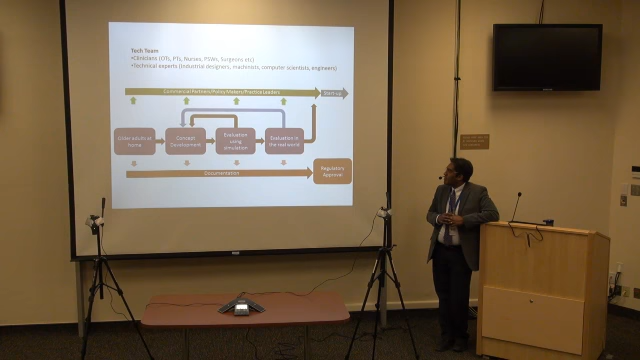 Tech Team
•Clinicians (OTs, PTs, Nurses, PSWs, Surgeons etc)
•Technical experts (Industrial designers, machinists, computer scientists, engineers)
Commercial Partners/Policy Makers/Practice Leaders
Start-up
Older adults at home
Concept Development
Evaluation using simulation
Evaluation in the real world
Documentation
Regulatory Approval